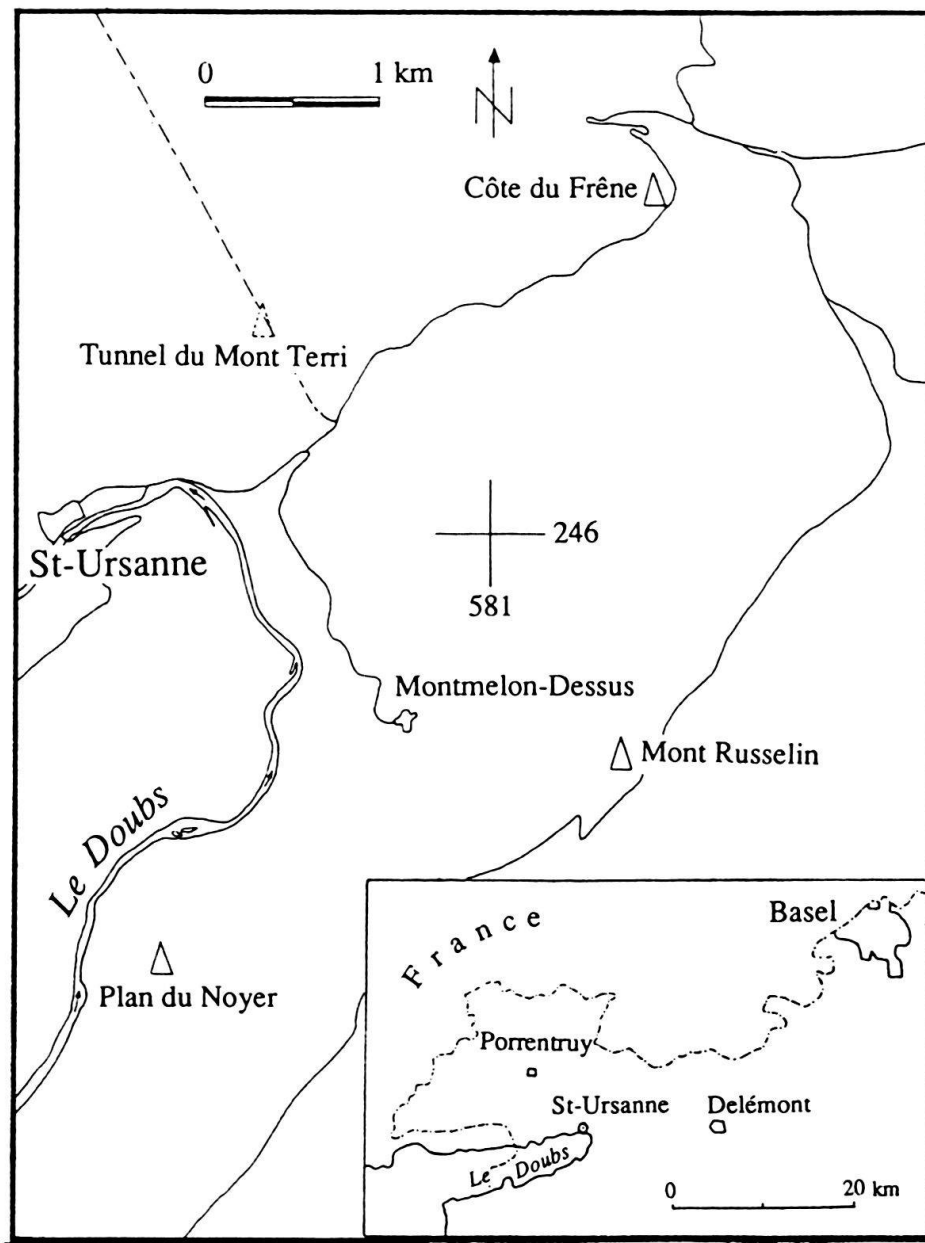 0 1 km
N
Côte du Frêne
Tunnel du Mont Terri
246
St-Ursanne
581
Montmelon-Dessus
Mont Russelin
Le Doubs
Plan du Noyer
Basel
France
Porrentruy
St-Ursanne
Delémont
Le Doubs
0 20 km